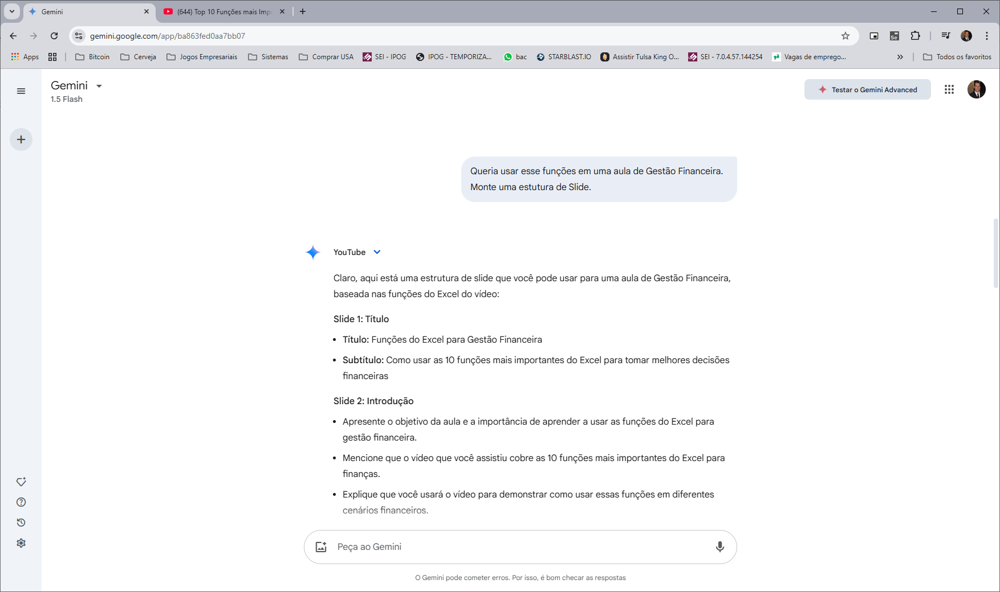 Gemini
(644) Top 10 Funções mais Imp
gemini.google.com/app/ba863fed0aa7bb07
Se
Apps
Bitcoin
Cerveja
Jogos Empresariais
Sistemas
Comprar USA
SEI - IPOG
IPOG - TEMPORIZA...
bac
STARBLAST.IO
Assistir Tulsa King O...
SEI - 7.0.4.57.144254
Vagas de emprego...
Todos os favoritos
Gemini
1.5 Flash
Testar o Gemini Advanced
Queria usar esse funções em uma aula de Gestão Financeira.
Monte uma estutura de Slide.
YouTube
Claro, aqui está uma estrutura de slide que você pode usar para uma aula de Gestão Financeira,
baseada nas funções do Excel do vídeo:
Slide 1: Título
• Título: Funções do Excel para Gestão Financeira
• Subtítulo: Como usar as 10 funções mais importantes do Excel para tomar melhores decisões
financeiras
Slide 2: Introdução
• Apresente o objetivo da aula e a importância de aprender a usar as funções do Excel para
gestão financeira.
• Mencione que o vídeo que você assistiu cobre as 10 funções mais importantes do Excel para
finanças.
• Explique que você usará o vídeo para demonstrar como usar essas funções em diferentes
cenários financeiros.
Peça ao Gemini
O Gemini pode cometer erros. Por isso, é bom checar as respostas